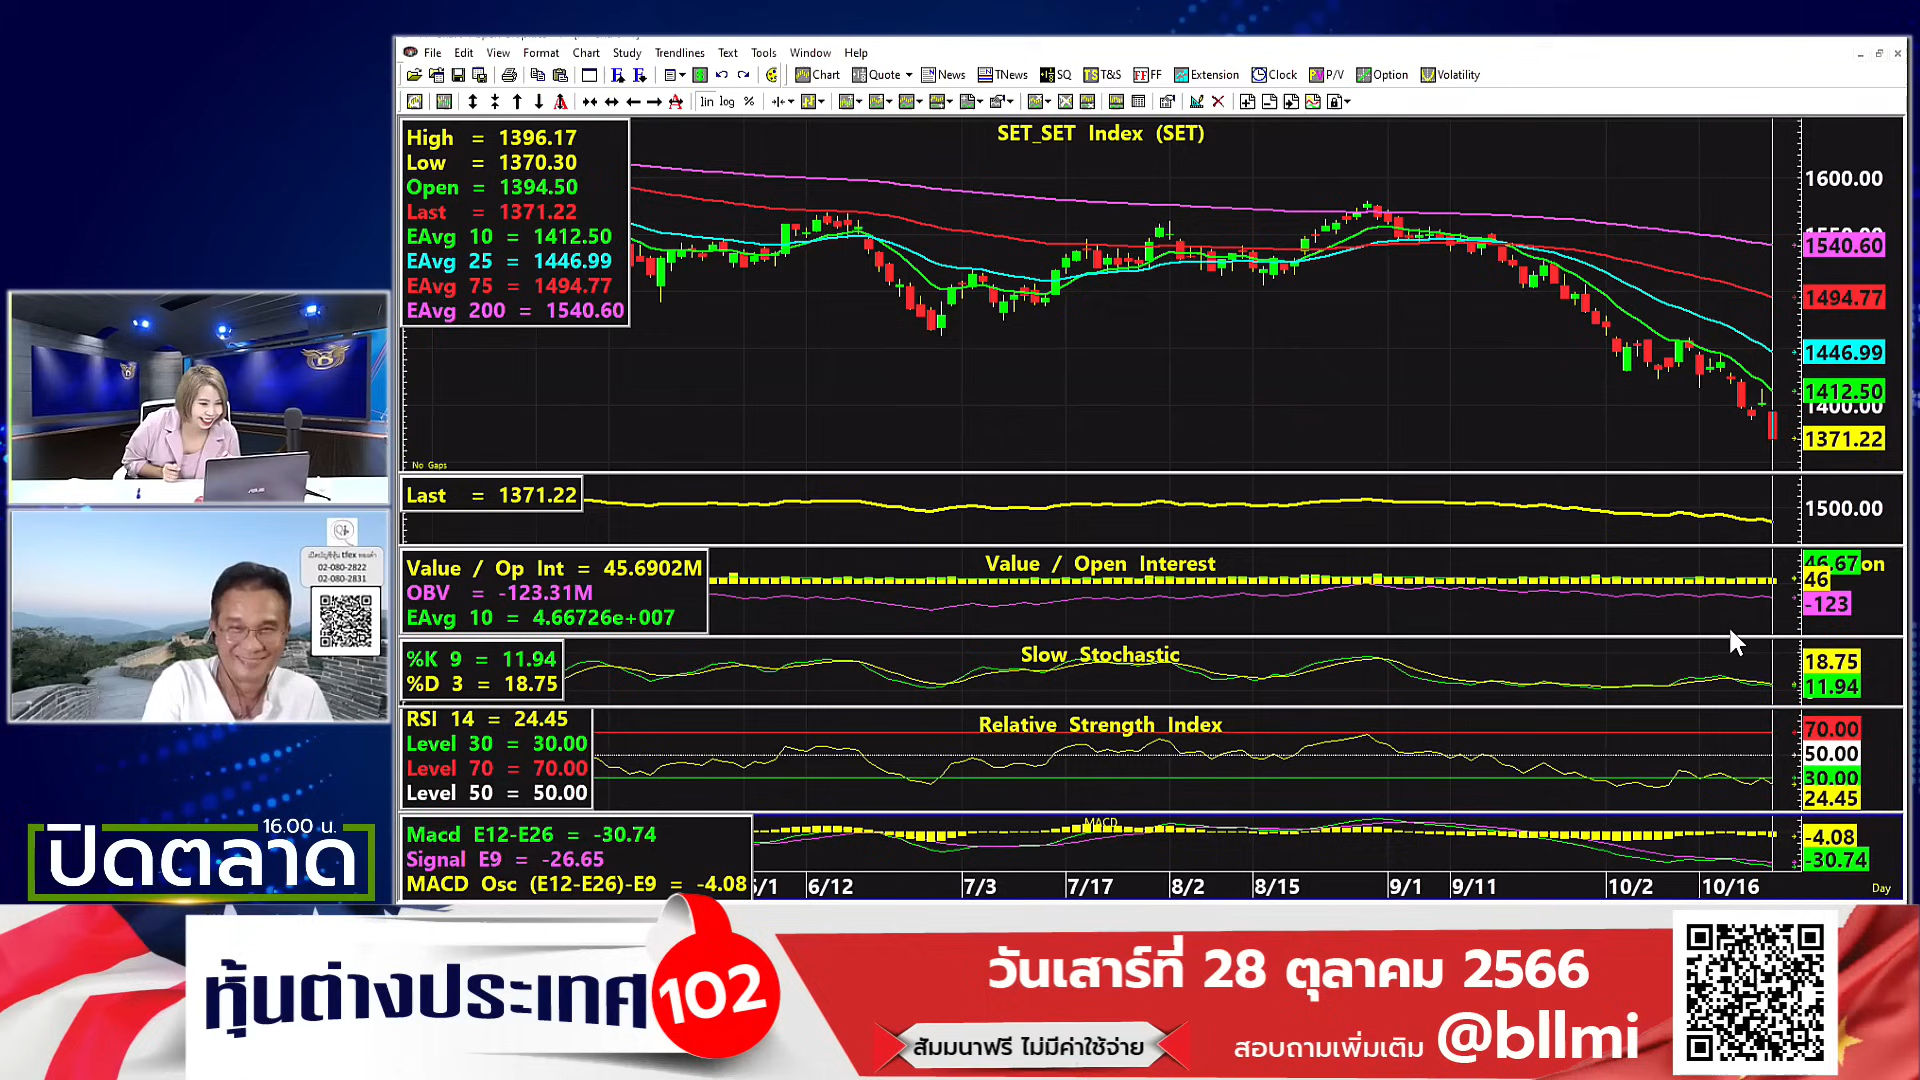 File Edit View Format Chart Study Trendlines Text Tools Window Help
Chart Quote News TNews SQ T&S FF Extension Clock P/V Option Volatility
lin log %
SET_SET Index (SET)
High = 1396.17
Low = 1370.30
Open = 1394.50
Last = 1371.22
EAvg 10 = 1412.50
EAvg 25 = 1446.99
EAvg 75 = 1494.77
EAvg 200 = 1540.60
1600.00
1540.60
1494.77
1446.99
1412.50
1400.00
1371.22
No Gaps
Last = 1371.22
1500.00
Value / Open Interest
Value / Op Int = 45.6902M
OBV = -123.31M
EAvg 10 = 4.66726e+007
46.67
46
-123
Slow Stochastic
%K 9 = 11.94
%D 3 = 18.75
18.75
11.94
Relative Strength Index
RSI 14 = 24.45
Level 30 = 30.00
Level 70 = 70.00
Level 50 = 50.00
70.00
50.00
30.00
24.45
MACD
Macd E12-E26 = -30.74
Signal E9 = -26.65
MACD Osc (E12-E26)-E9 = -4.08
-4.08
-30.74
6/12 7/3 7/17 8/2 8/15 9/1 9/11 10/2 10/16 Day
02-080-2822
02-080-2831
16.00 น.
ปิดตลาด
หุ้นต่างประเทศ 102
วันเสาร์ที่ 28 ตุลาคม 2566
สัมมนาฟรี ไม่มีค่าใช้จ่าย
สอบถามเพิ่มเติม @bllmi